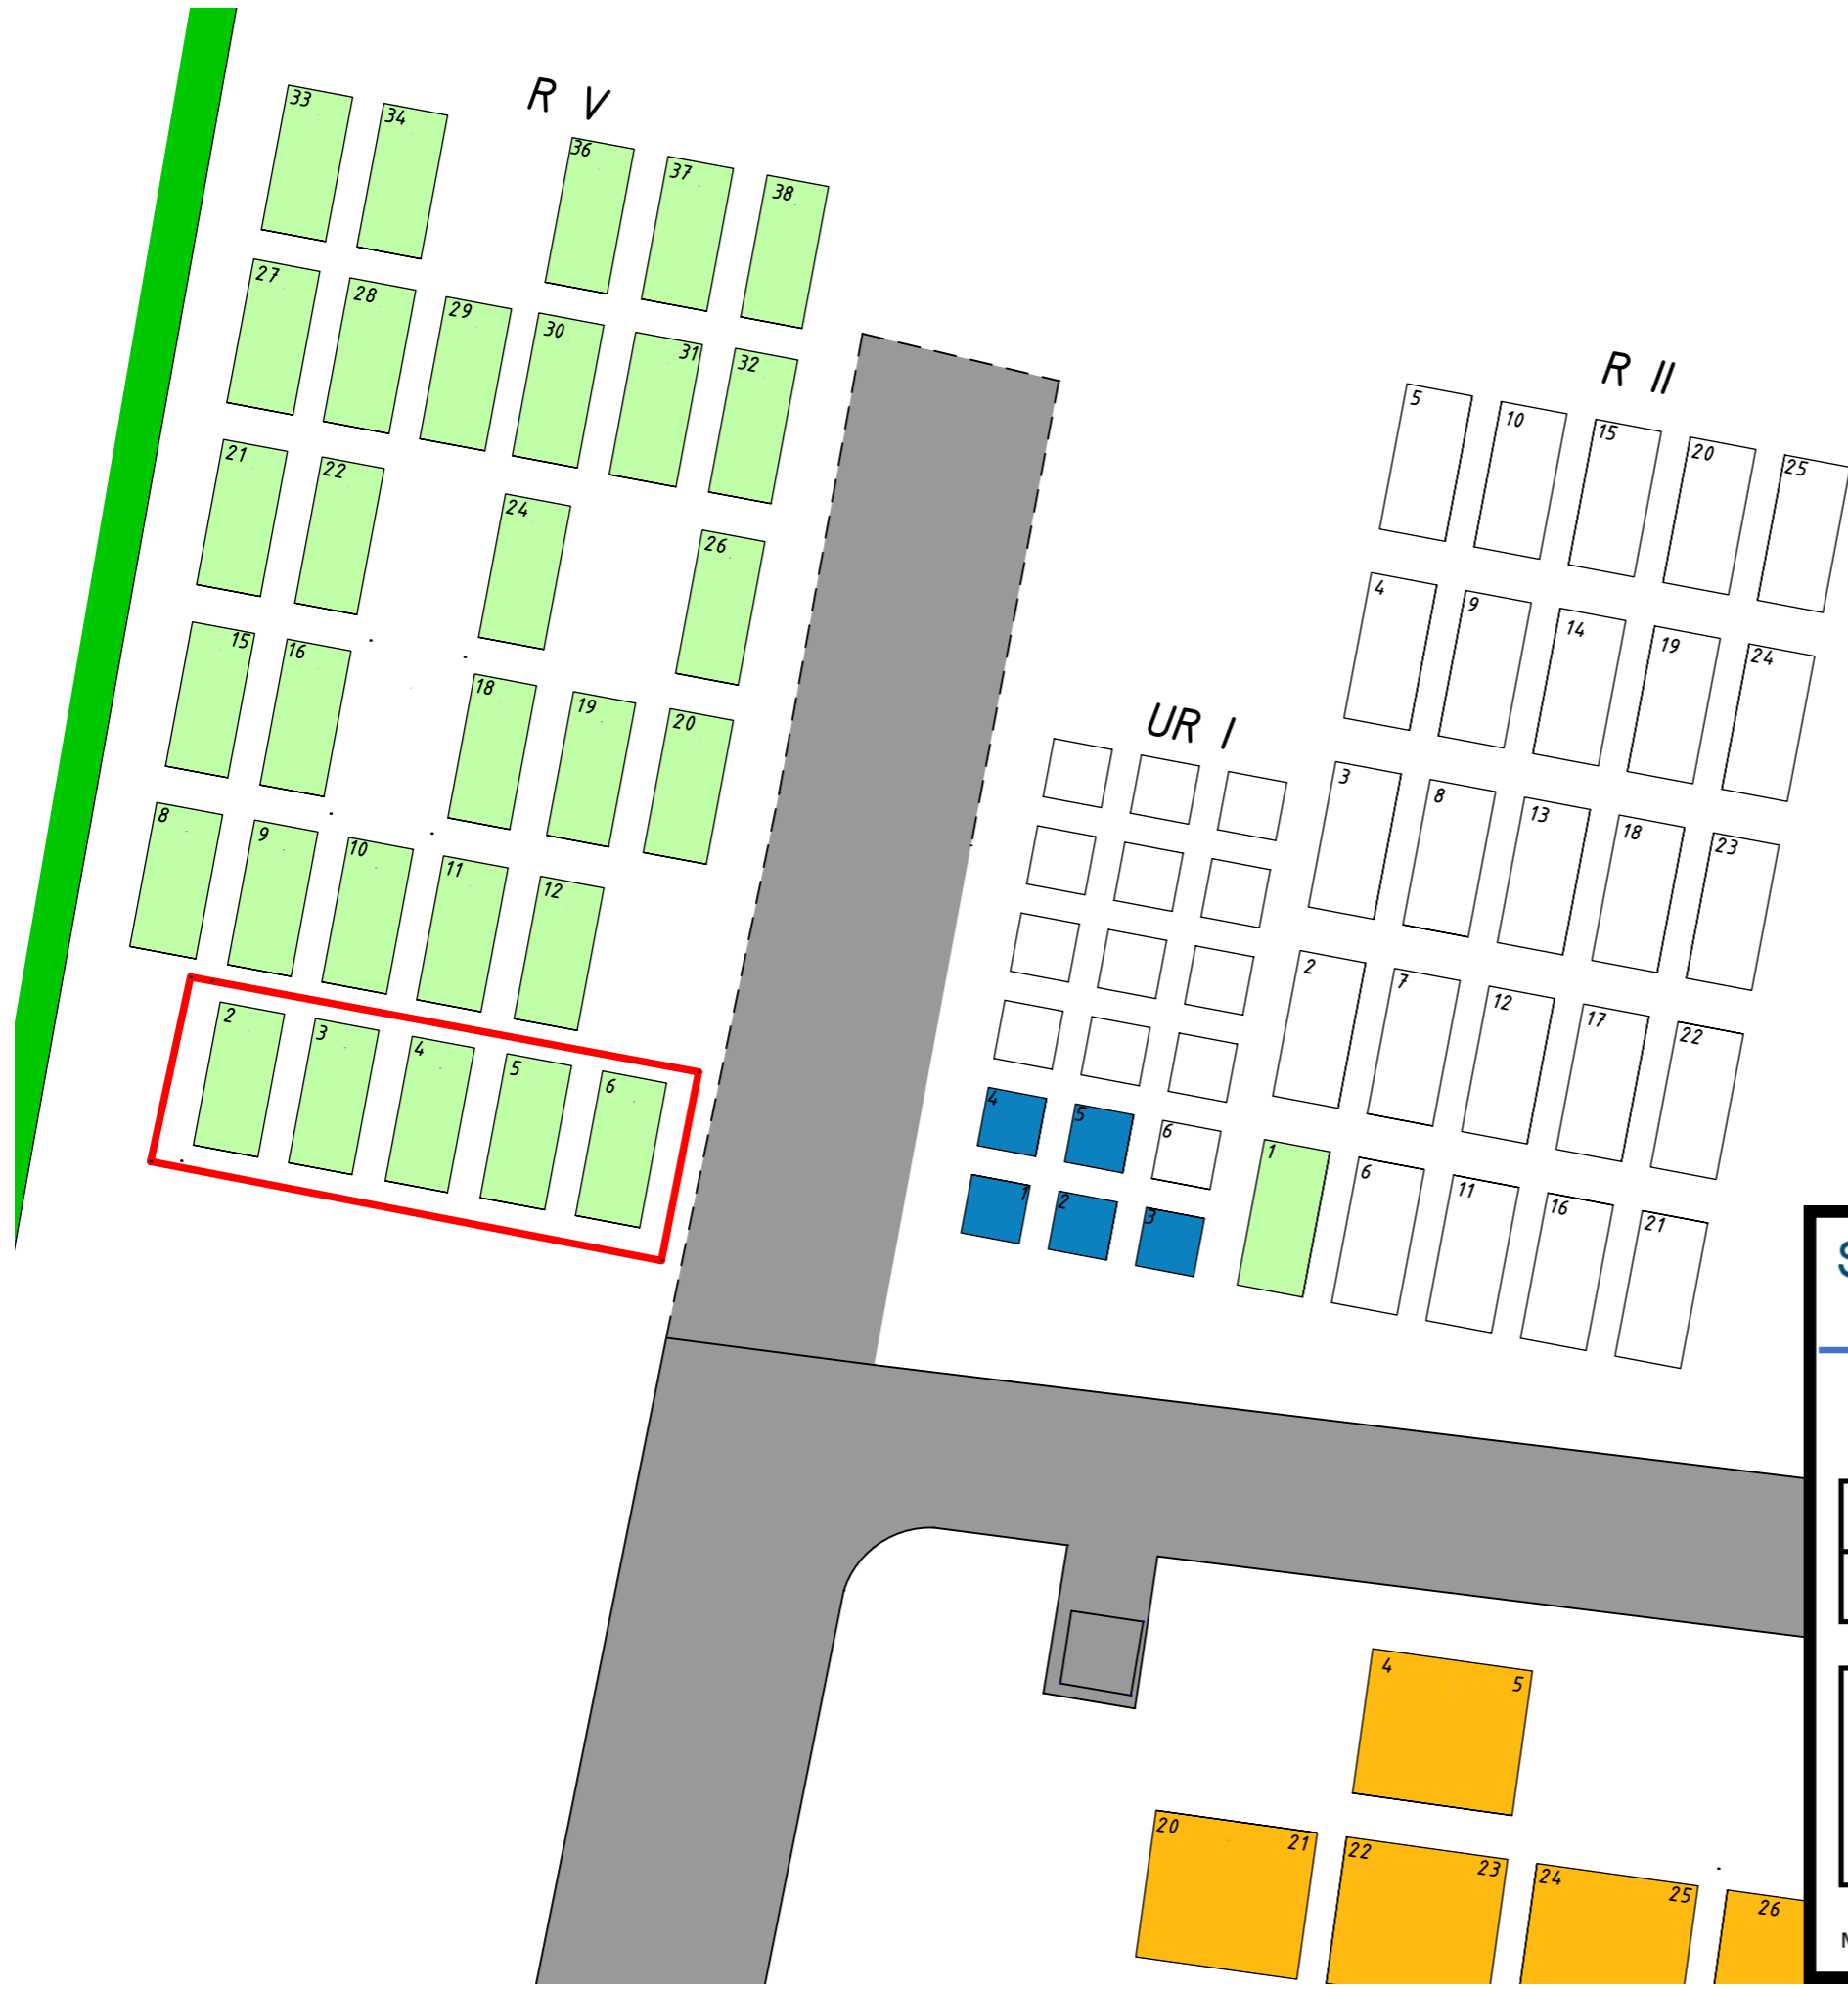 R V
33 34 36 37 38
27 28 29 30 31 32
21 22 24 26
15 16 18 19 20
8 9 10 11 12
2 3 4 5 6
R II
5 10 15 20 25
4 9 14 19 24
3 8 13 18 23
2 7 12 17 22
1 6 11 16 21
UR I
4 5 6
1 2 3
4 5
20 21 22 23 24 25 26